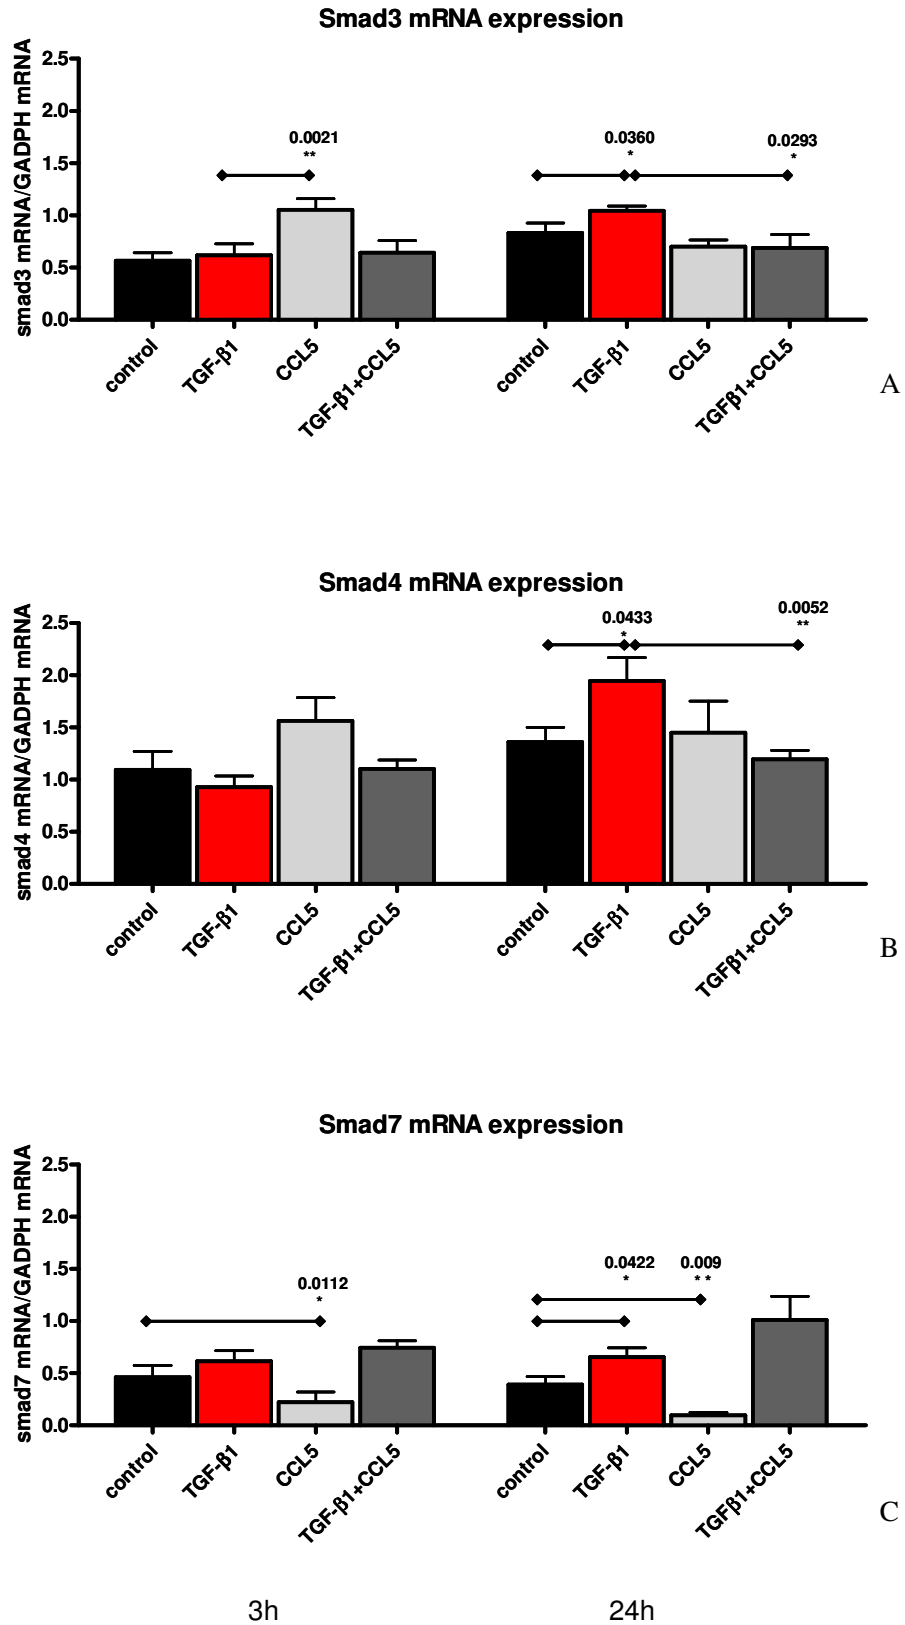 Smad3 mRNA expression
smad3 mRNA/GADPH mRNA
2.5
2.0
1.5
1.0
0.5
0.0
0.0021
**
0.0360
*
0.0293
*
control
TGF-β1
CCL5
TGF-β1+CCL5
control
TGF-β1
CCL5
TGFβ1+CCL5
A
Smad4 mRNA expression
smad4 mRNA/GADPH mRNA
2.5
2.0
1.5
1.0
0.5
0.0
0.0433
*
0.0052
**
control
TGF-β1
CCL5
TGF-β1+CCL5
control
TGF-β1
CCL5
TGFβ1+CCL5
B
Smad7 mRNA expression
smad7 mRNA/GADPH mRNA
2.5
2.0
1.5
1.0
0.5
0.0
0.0112
*
0.0422
*
0.009
* *
control
TGF-β1
CCL5
TGF-β1+CCL5
control
TGF-β1
CCL5
TGFβ1+CCL5
C
3h
24h